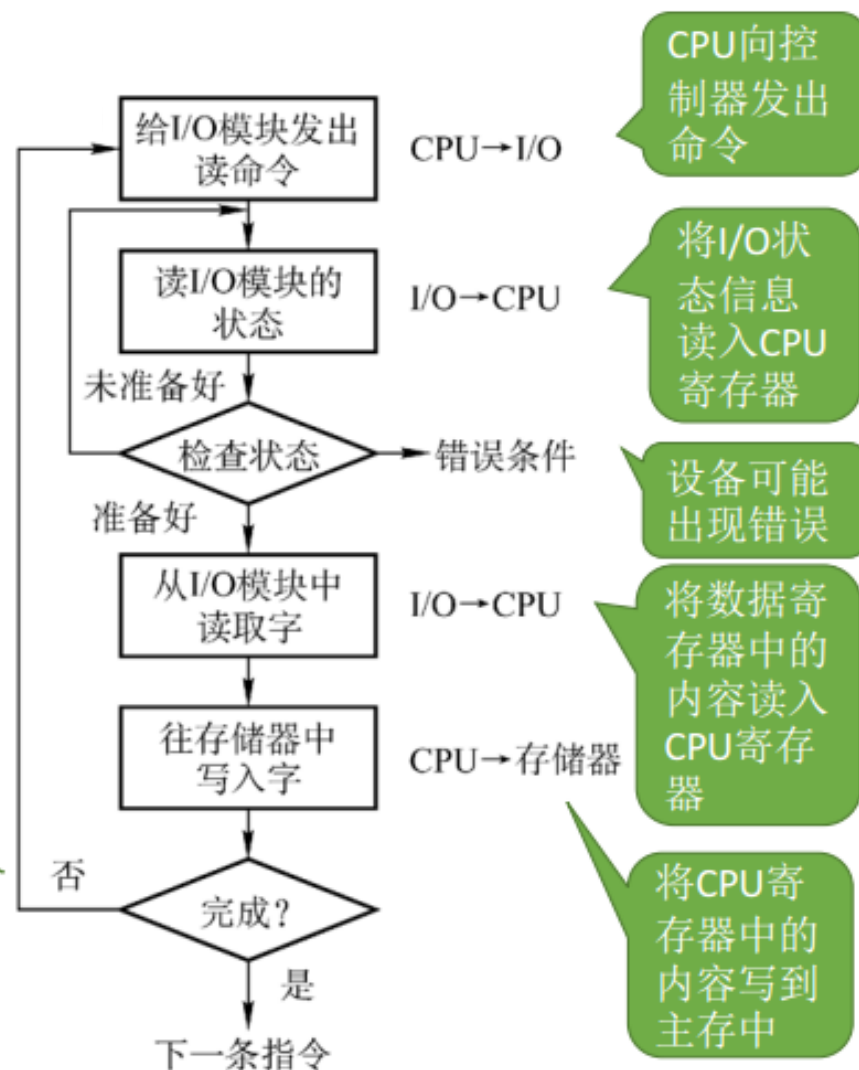 CPU向控
制器发出
命令
给I/O模块发出
读命令
CPU→I/O
将I/O状
态信息
读入CPU
寄存器
读I/O模块的
状态
I/O→CPU
未准备好
检查状态
错误条件
设备可能
出现错误
准备好
从I/O模块中
读取字
I/O→CPU
将数据寄
存器中的
内容读入
CPU寄存
器
往存储器中
写入字
CPU→存储器
否
完成？
将CPU寄
存器中的
内容写到
主存中
是
下一条指令